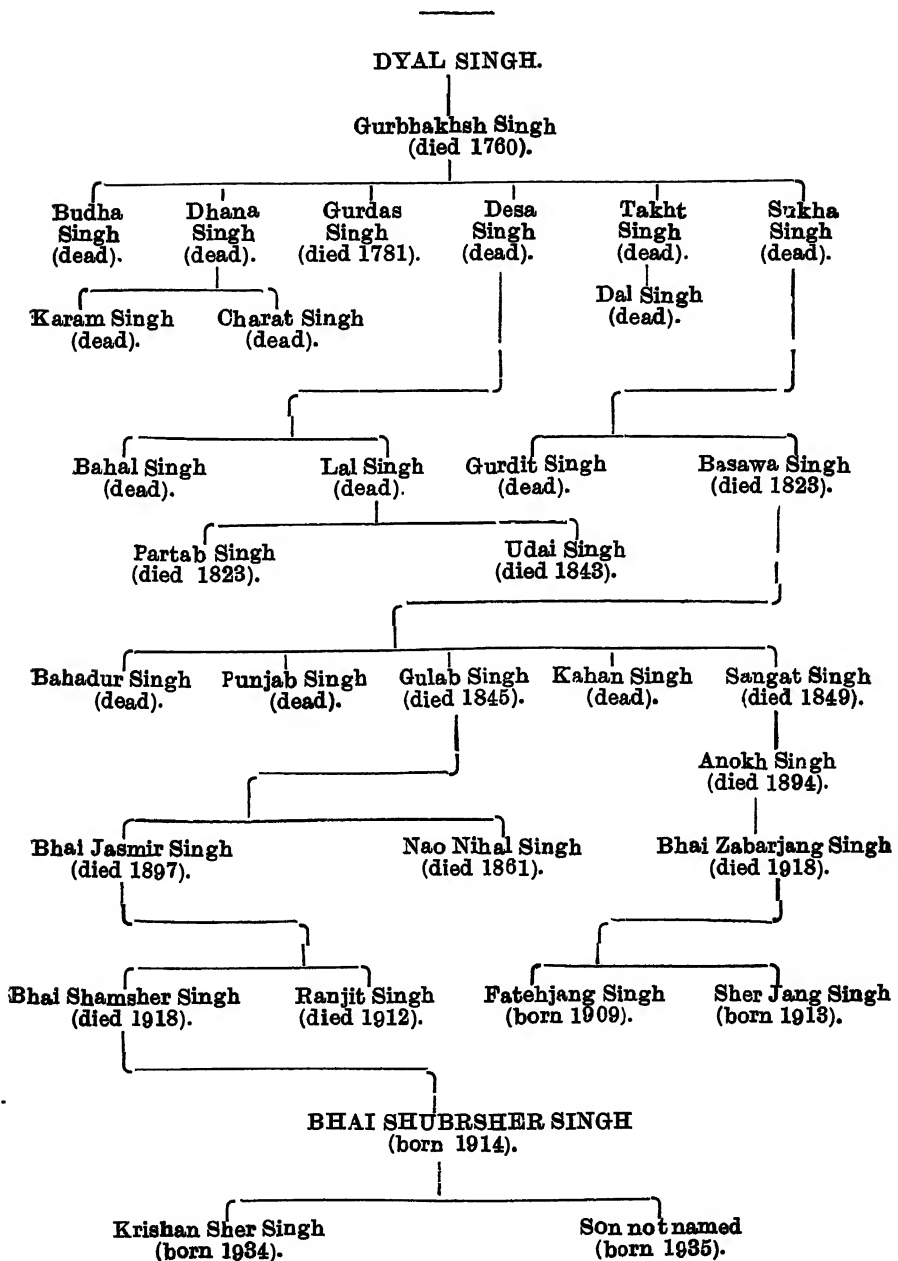 DYAL SINGH.
Gurbhakhsh Singh
(died 1760).
Budha Singh (dead).
Dhana Singh (dead).
Gurdas Singh (died 1781).
Desa Singh (dead).
Takht Singh (dead).
Sukha Singh (dead).
Karam Singh (dead).
Charat Singh (dead).
Dal Singh (dead).
Bahal Singh (dead).
Lal Singh (dead).
Gurdit Singh (dead).
Basawa Singh (died 1823).
Partab Singh (died 1823).
Udai Singh (died 1843).
Bahadur Singh (dead).
Punjab Singh (dead).
Gulab Singh (died 1845).
Kahan Singh (dead).
Sangat Singh (died 1849).
Anokh Singh (died 1894).
Bhai Jasmir Singh (died 1897).
Nao Nihal Singh (died 1861).
Bhai Zabarjang Singh (died 1918).
Bhai Shamsher Singh (died 1918).
Ranjit Singh (died 1912).
Fatehjang Singh (born 1909).
Sher Jang Singh (born 1913).
BHAI SHUBRSHER SINGH
(born 1914).
Krishan Sher Singh (born 1934).
Son not named (born 1935).